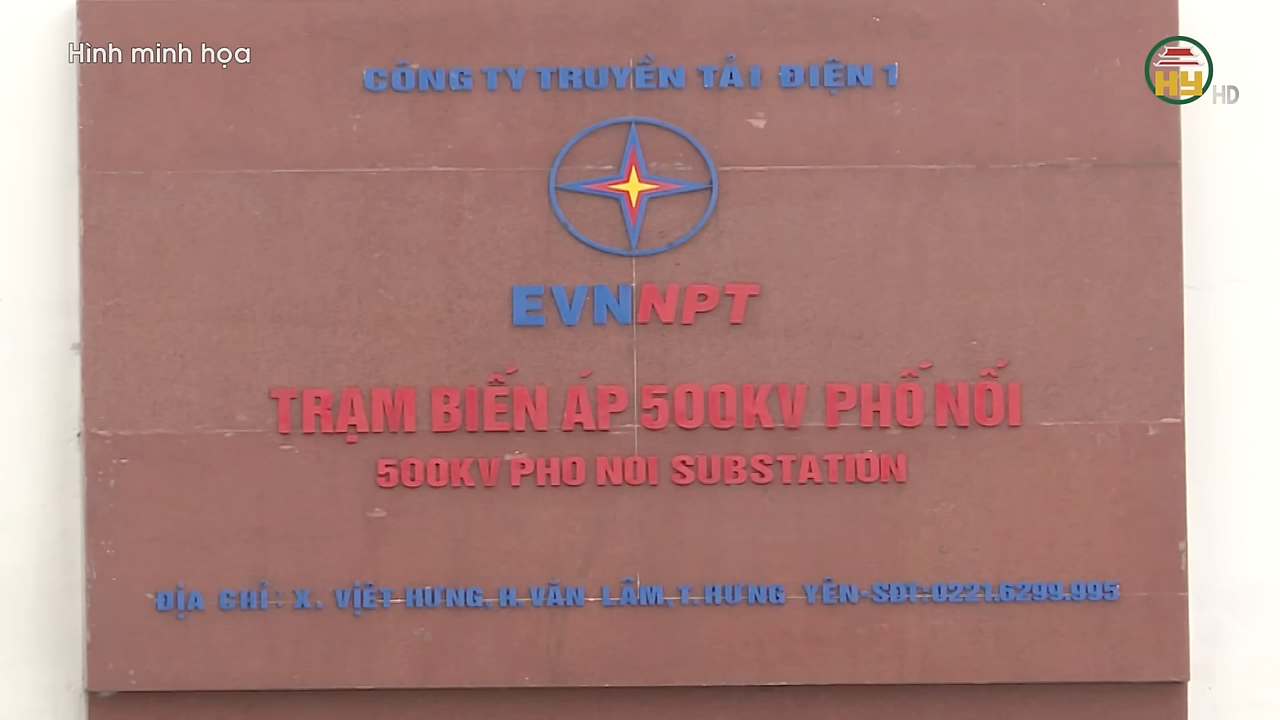 Hình minh họa
HY HD
CÔNG TY TRUYỀN TẢI ĐIỆN 1
EVNNPT
TRẠM BIẾN ÁP 500KV PHỐ NỐI
500KV PHO NOI SUBSTATION
ĐỊA CHỈ: X. VIỆT HƯNG, H. VĂN LÂM, T. HƯNG YÊN-SĐT:0221.6299.995